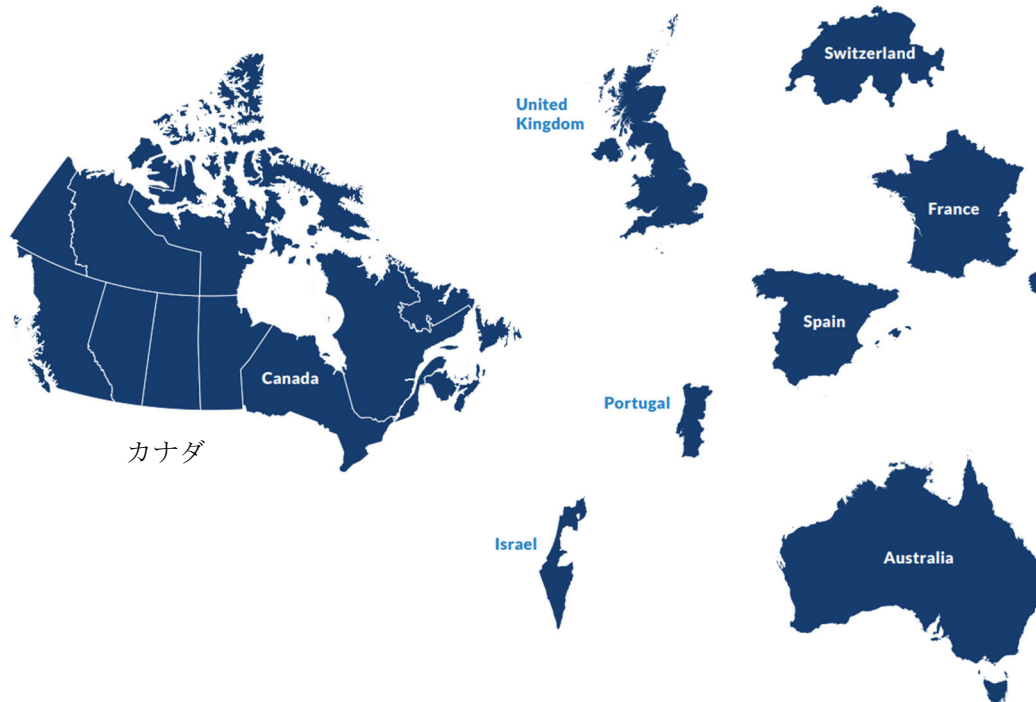 Switzerland
United
Kingdom
France
Spain
Canada
Portugal
カナダ
Israel
Australia